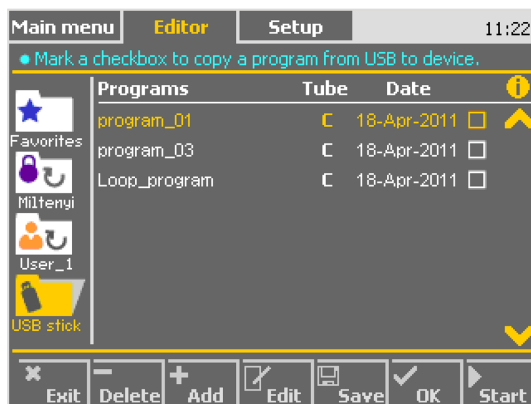 Main menu Editor Setup 11:22
Mark a checkbox to copy a program from USB to device.
Programs Tube Date
program_01 C 18-Apr-2011
program_03 C 18-Apr-2011
Loop_program C 18-Apr-2011
Favorites
Miltenyi
User_1
USB stick
Exit Delete Add Edit Save OK Start